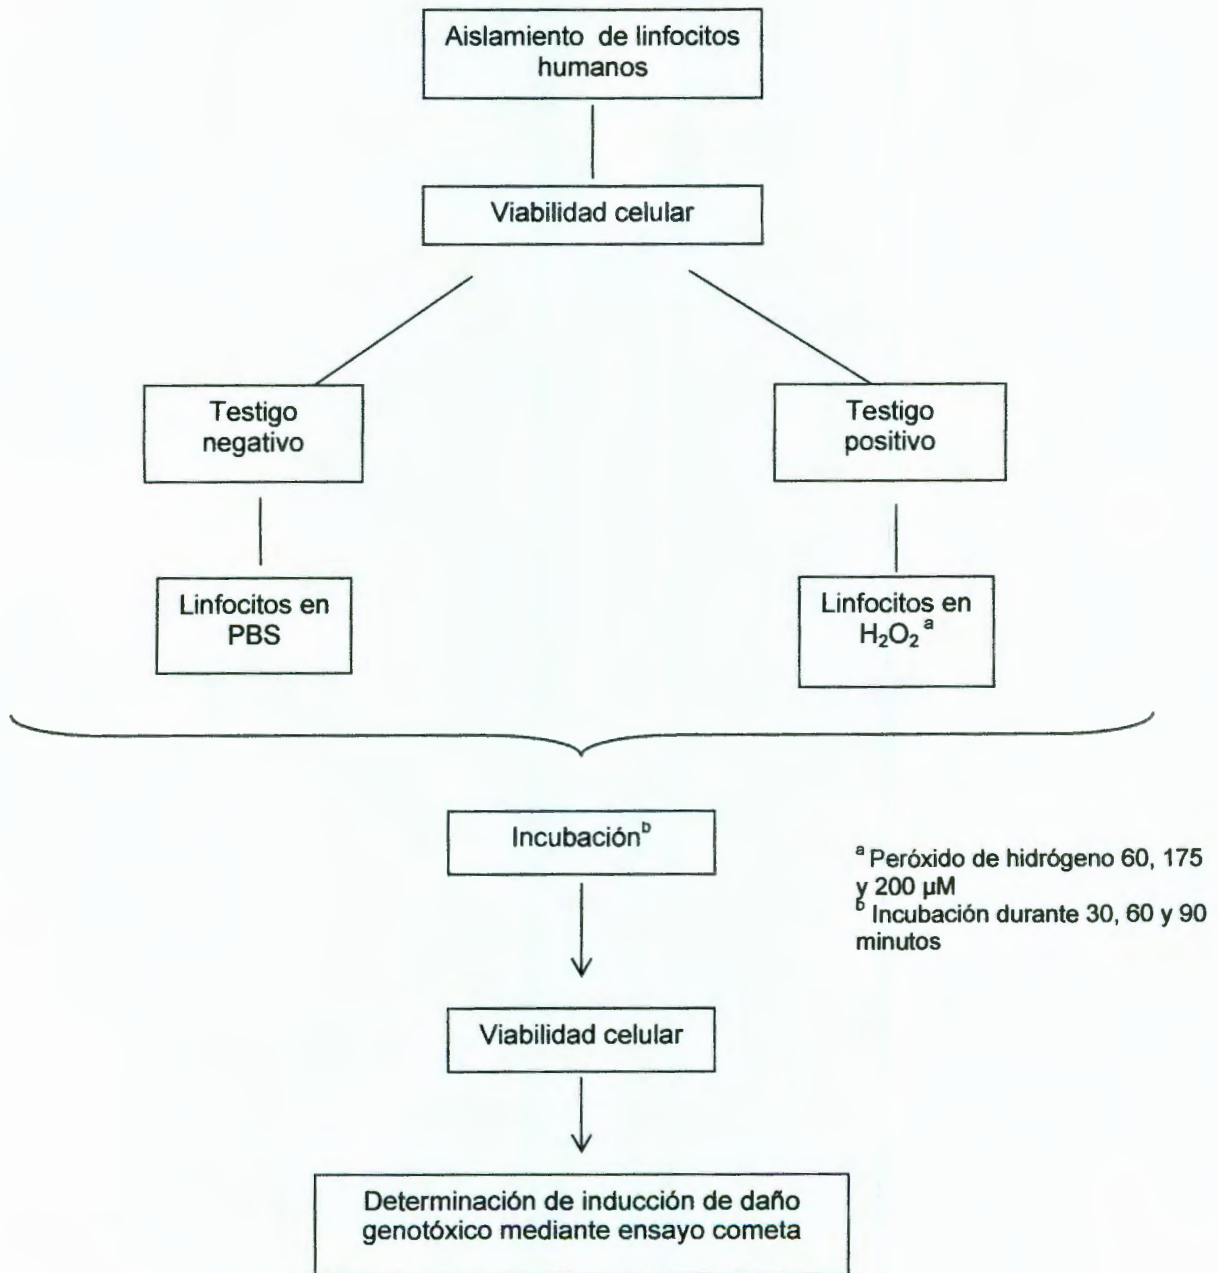 Aislamiento de linfocitos
humanos
Viabilidad celular
Testigo
negativo
Testigo
positivo
Linfocitos en
PBS
Linfocitos en
H₂O₂ ᵃ
Incubaciónᵇ
ᵃ Peróxido de hidrógeno 60, 175
y 200 µM
ᵇ Incubación durante 30, 60 y 90
minutos
Viabilidad celular
Determinación de inducción de daño
genotóxico mediante ensayo cometa